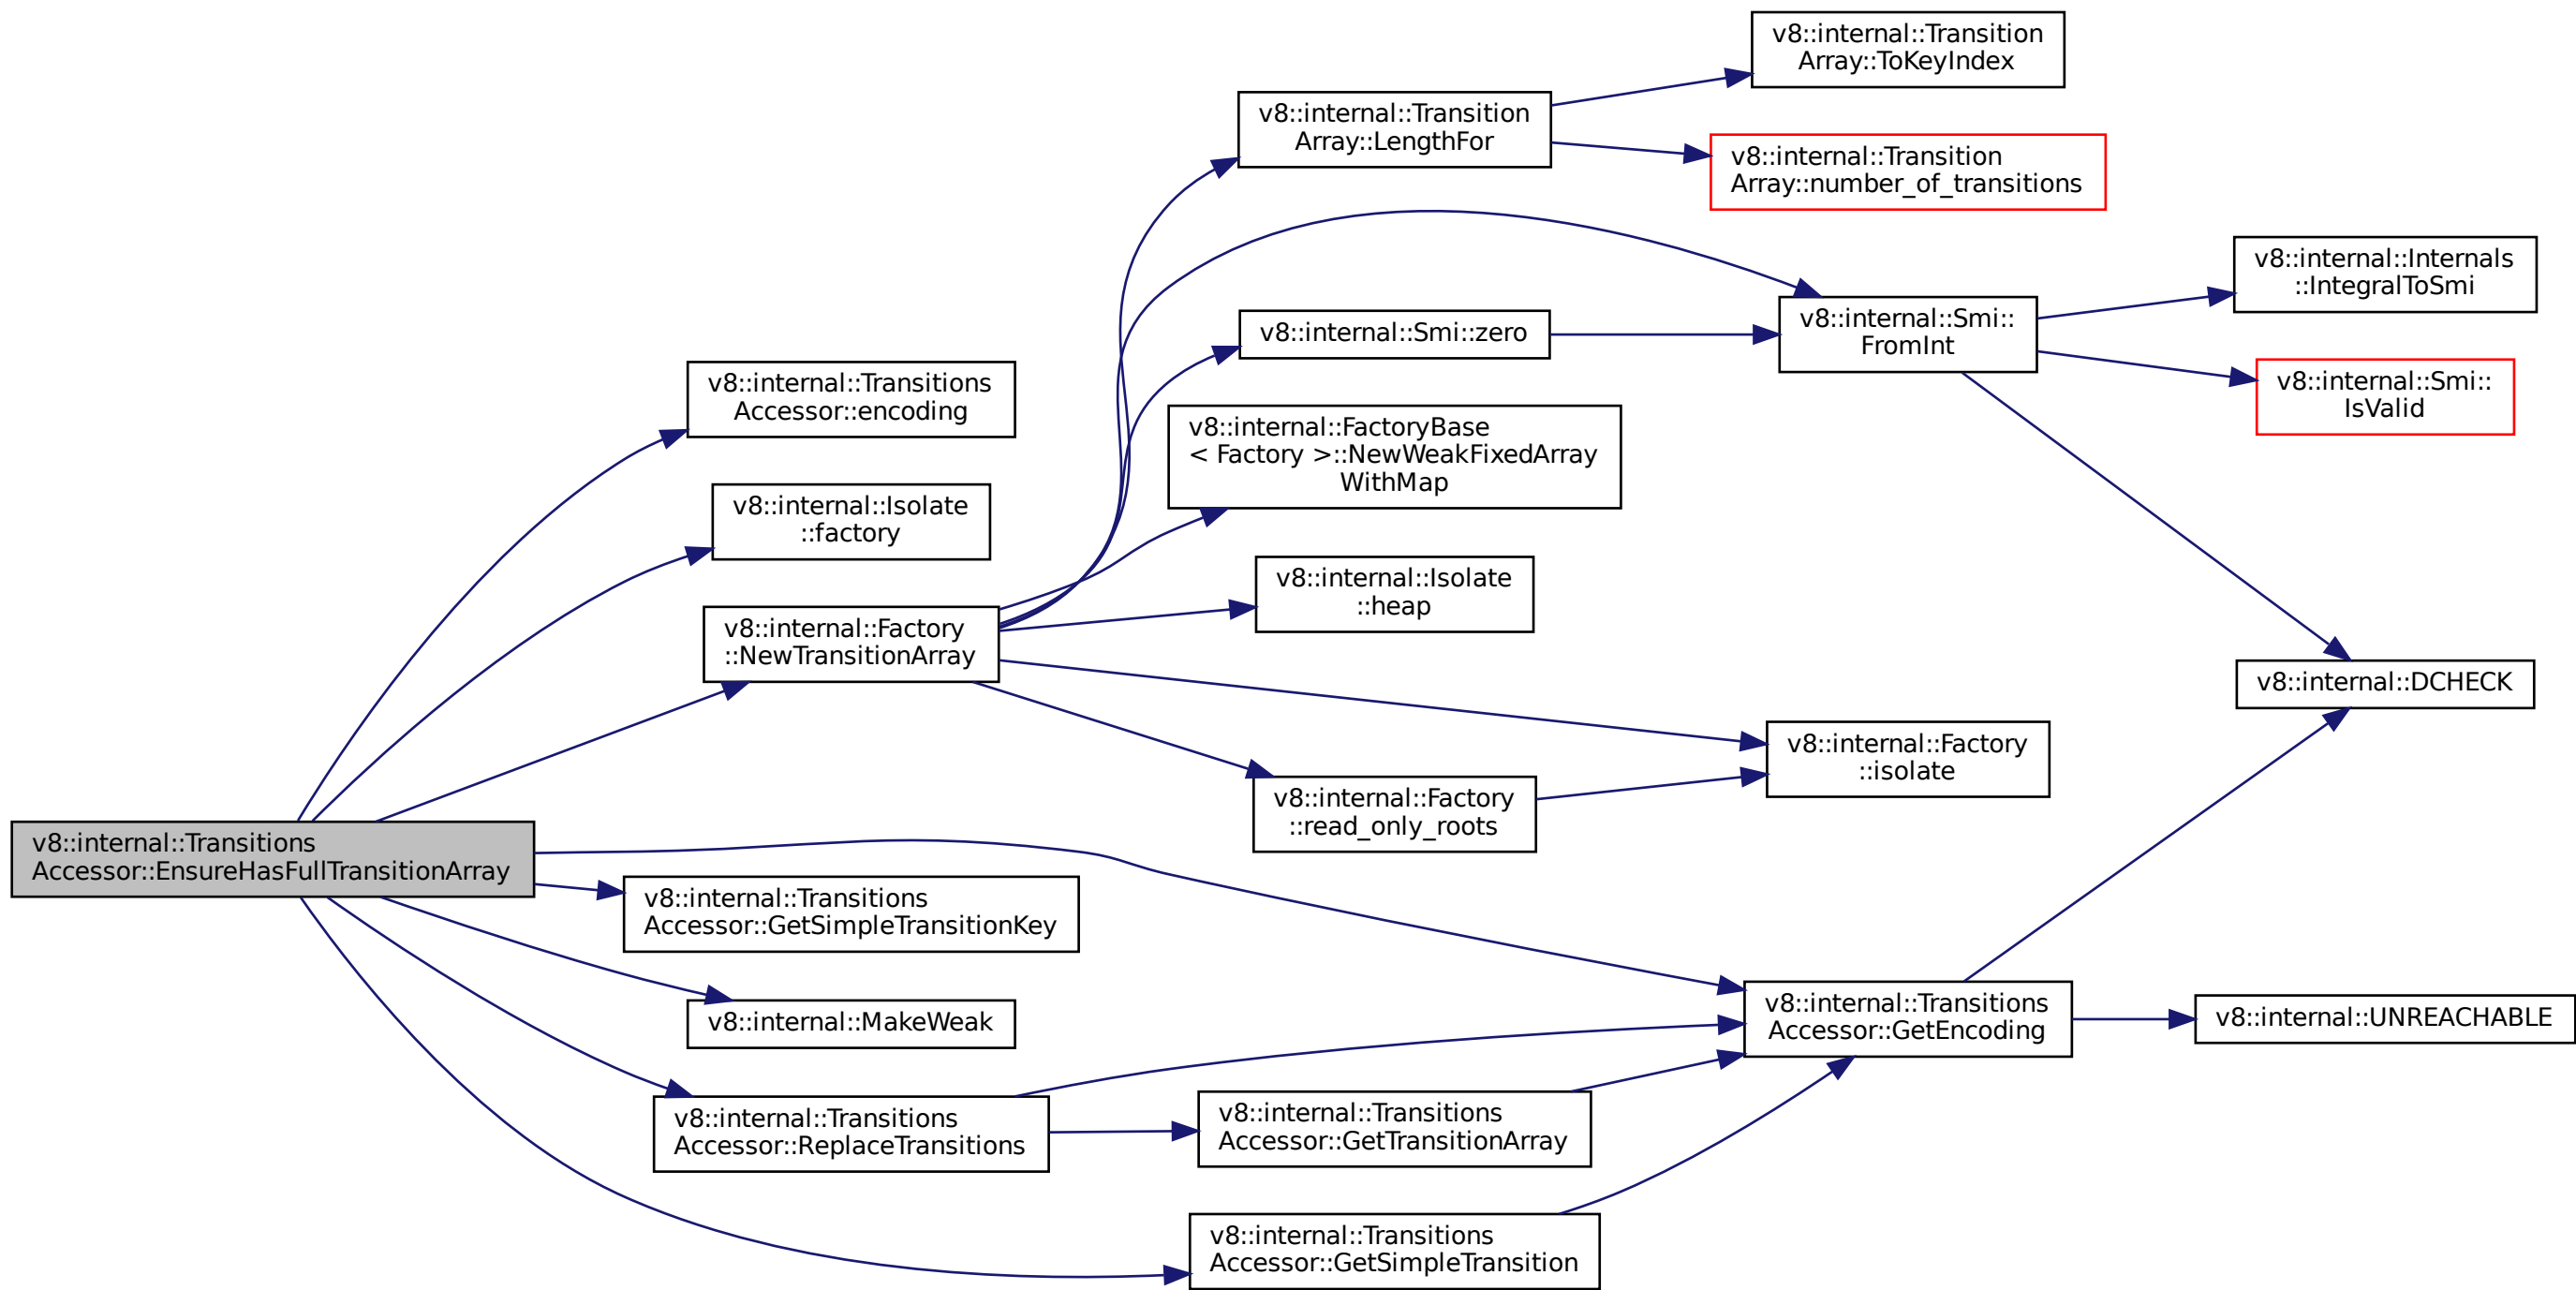 v8::internal::Transition
Array::ToKeyIndex
v8::internal::Transition
Array::LengthFor
v8::internal::Transition
Array::number_of_transitions
v8::internal::Internals
::IntegralToSmi
v8::internal::Smi::zero
v8::internal::Smi::
FromInt
v8::internal::Smi::
IsValid
v8::internal::Transitions
Accessor::encoding
v8::internal::FactoryBase
< Factory >::NewWeakFixedArray
WithMap
v8::internal::Isolate
::factory
v8::internal::Isolate
::heap
v8::internal::Factory
::NewTransitionArray
v8::internal::DCHECK
v8::internal::Factory
::isolate
v8::internal::Factory
::read_only_roots
v8::internal::Transitions
Accessor::EnsureHasFullTransitionArray
v8::internal::Transitions
Accessor::GetSimpleTransitionKey
v8::internal::MakeWeak
v8::internal::Transitions
Accessor::GetEncoding
v8::internal::UNREACHABLE
v8::internal::Transitions
Accessor::ReplaceTransitions
v8::internal::Transitions
Accessor::GetTransitionArray
v8::internal::Transitions
Accessor::GetSimpleTransition